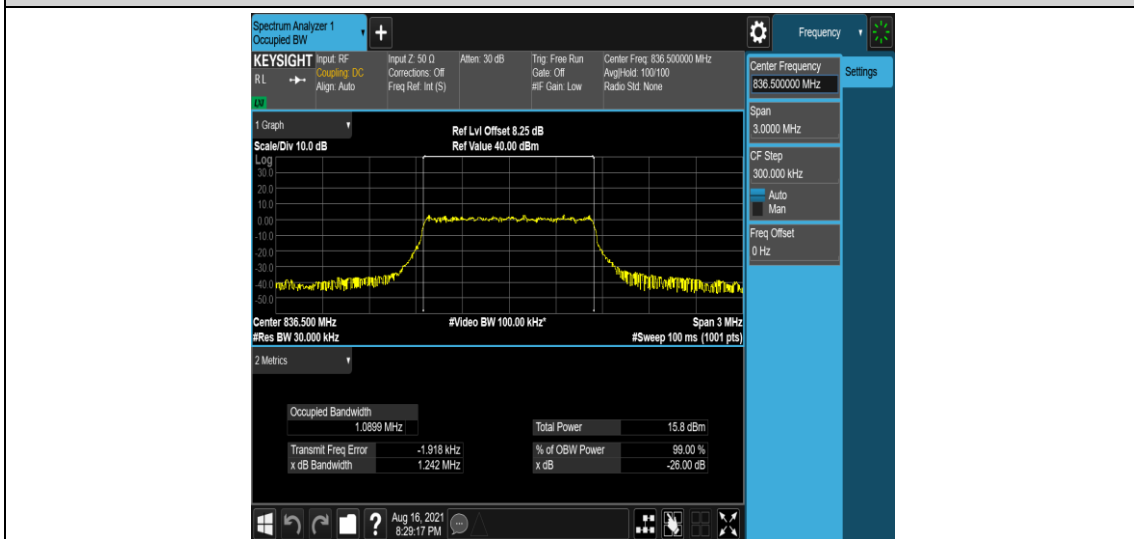 Spectrum Analyzer 1
Occupied BW
+
Frequency
KEYSIGHT
RL
Input: RF
Coupling: DC
Align: Auto
Input Z: 50 Ω
Corrections: Off
Freq Ref: Int (S)
Atten: 30 dB
Trig: Free Run
Gate: Off
#IF Gain: Low
Center Freq: 836.500000 MHz
Avg|Hold: 100/100
Radio Std: None
Center Frequency
836.500000 MHz
Settings
Span
3.0000 MHz
CF Step
300.000 kHz
Auto
Man
Freq Offset
0 Hz
1 Graph
Scale/Div 10.0 dB
Ref Lvl Offset 8.25 dB
Ref Value 40.00 dBm
Log
30.0
20.0
10.0
0.00
-10.0
-20.0
-30.0
-40.0
-50.0
Center 836.500 MHz
#Video BW 100.00 kHz*
Span 3 MHz
#Res BW 30.000 kHz
#Sweep 100 ms (1001 pts)
2 Metrics
Occupied Bandwidth
1.0899 MHz
Total Power 15.8 dBm
Transmit Freq Error -1.918 kHz
% of OBW Power 99.00 %
x dB Bandwidth 1.242 MHz
x dB -26.00 dB
?
Aug 16, 2021
8:29:17 PM